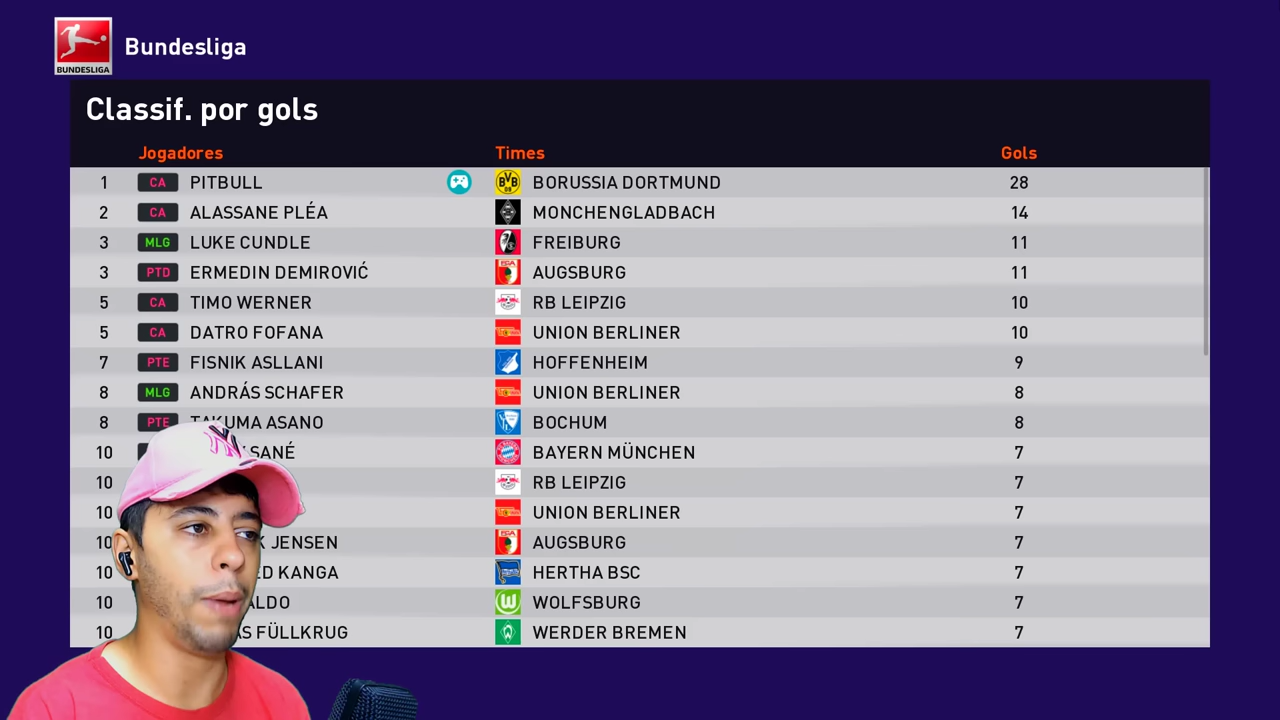 BUNDESLIGA
Bundesliga
Classif. por gols
Jogadores Times Gols
1 CA PITBULL BVB 09 BORUSSIA DORTMUND 28
2 CA ALASSANE PLÉA MONCHENGLADBACH 14
3 MLG LUKE CUNDLE FREIBURG 11
3 PTD ERMEDIN DEMIROVIĆ AUGSBURG 11
5 CA TIMO WERNER RB LEIPZIG 10
5 CA DATRO FOFANA UNION BERLINER 10
7 PTE FISNIK ASLLANI HOFFENHEIM 9
8 MLG ANDRÁS SCHAFER UNION BERLINER 8
8 PTE TAKUMA ASANO BOCHUM 8
10 SANÉ BAYERN MÜNCHEN 7
10 RB LEIPZIG 7
10 UNION BERLINER 7
10 JENSEN AUGSBURG 7
10 KANGA HERTHA BSC 7
10 WOLFSBURG 7
10 FÜLLKRUG WERDER BREMEN 7